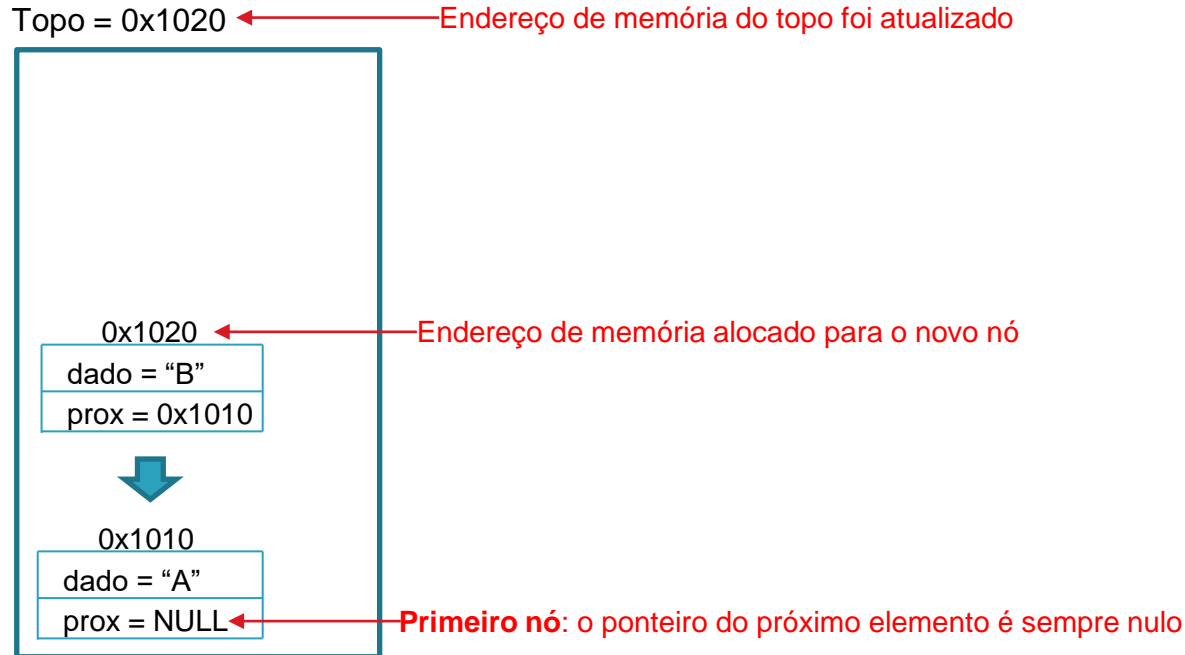 Topo = 0x1020
Endereço de memória do topo foi atualizado
0x1020
Endereço de memória alocado para o novo nó
dado = “B”
prox = 0x1010
0x1010
dado = “A”
prox = NULL
Primeiro nó: o ponteiro do próximo elemento é sempre nulo